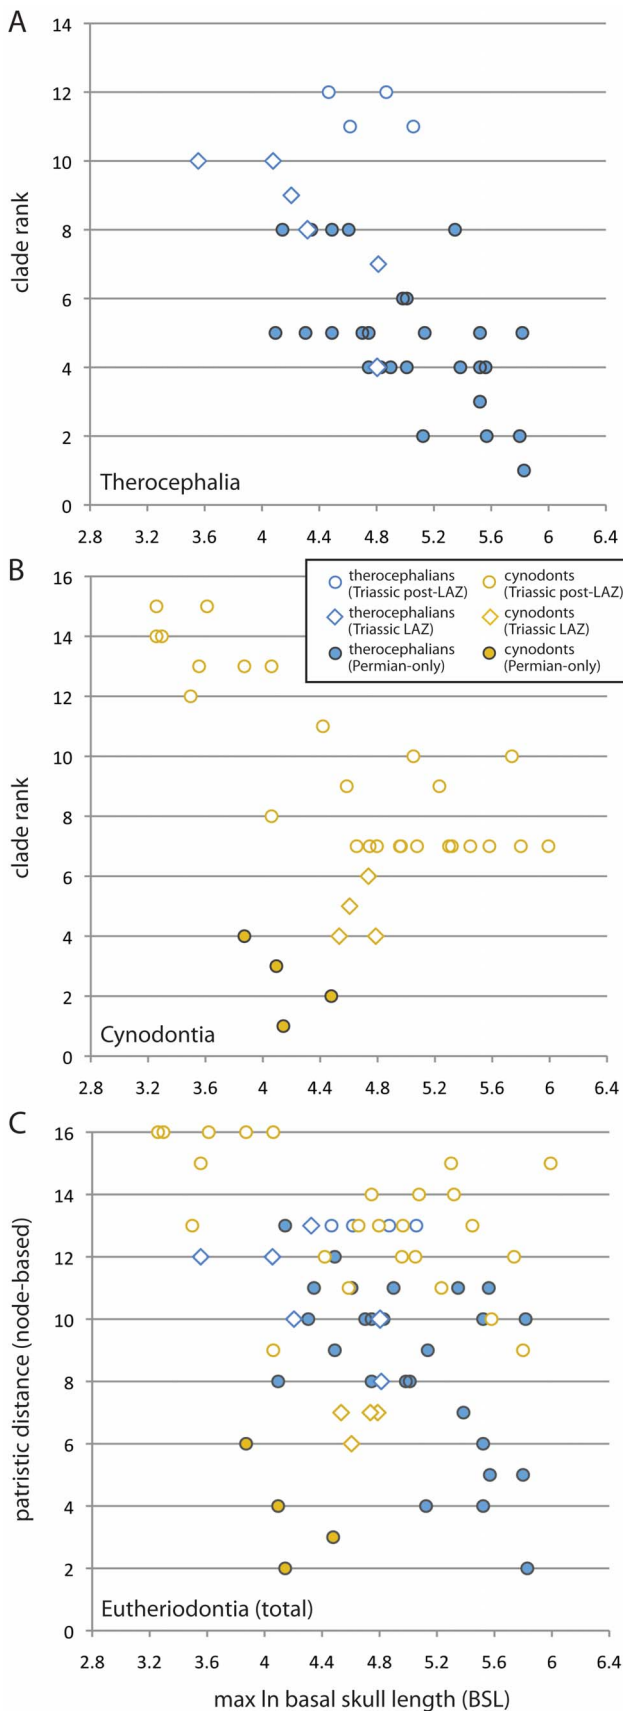 A
14
12
10
8
6
4
2
0
clade rank
Therocephalia
2.8 3.2 3.6 4 4.4 4.8 5.2 5.6 6 6.4
B
16
14
12
10
8
6
4
2
0
clade rank
therocephalians
(Triassic post-LAZ)
cynodonts
(Triassic post-LAZ)
therocephalians
(Triassic LAZ)
cynodonts
(Triassic LAZ)
therocephalians
(Permian-only)
cynodonts
(Permian-only)
Cynodontia
2.8 3.2 3.6 4 4.4 4.8 5.2 5.6 6 6.4
C
16
14
12
10
8
6
4
2
0
patristic distance (node-based)
Eutheriodontia (total)
2.8 3.2 3.6 4 4.4 4.8 5.2 5.6 6 6.4
max ln basal skull length (BSL)